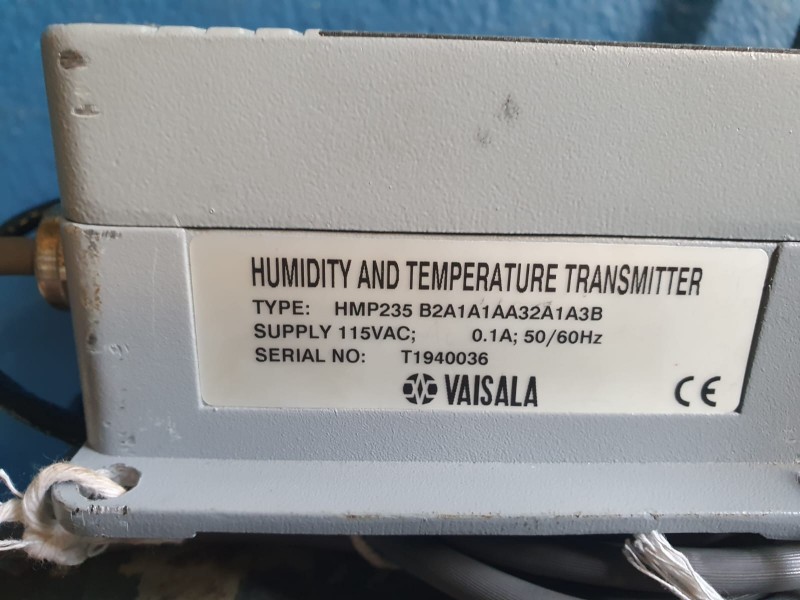 HUMIDITY AND TEMPERATURE TRANSMITTER
TYPE: HMP235 B2A1A1AA32A1A3B
SUPPLY 115VAC; 0.1A; 50/60Hz
SERIAL NO: T1940036
VAISALA CE